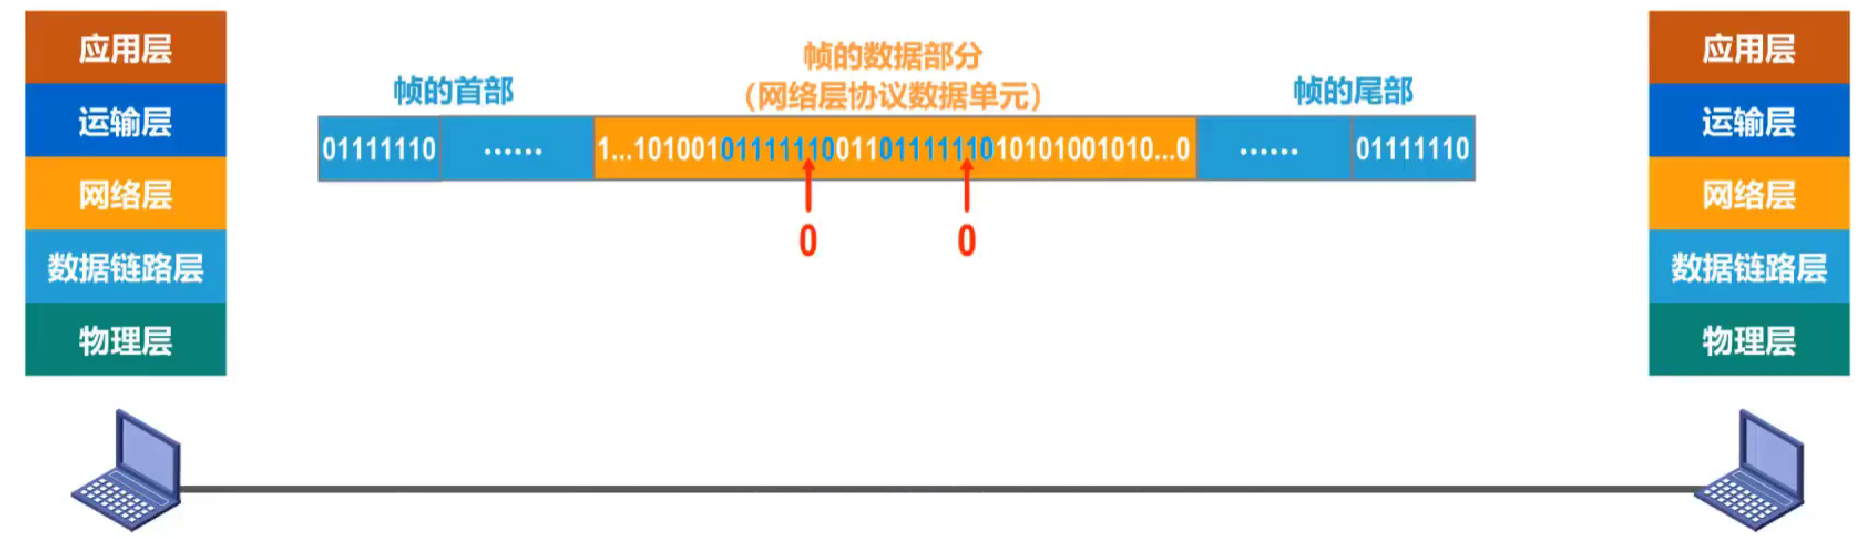 应用层
运输层
网络层
数据链路层
物理层
帧的首部
帧的数据部分
（网络层协议数据单元）
帧的尾部
01111110 ...... 1...101001011111100110111111010101001010...0 ...... 01111110
0 0
应用层
运输层
网络层
数据链路层
物理层